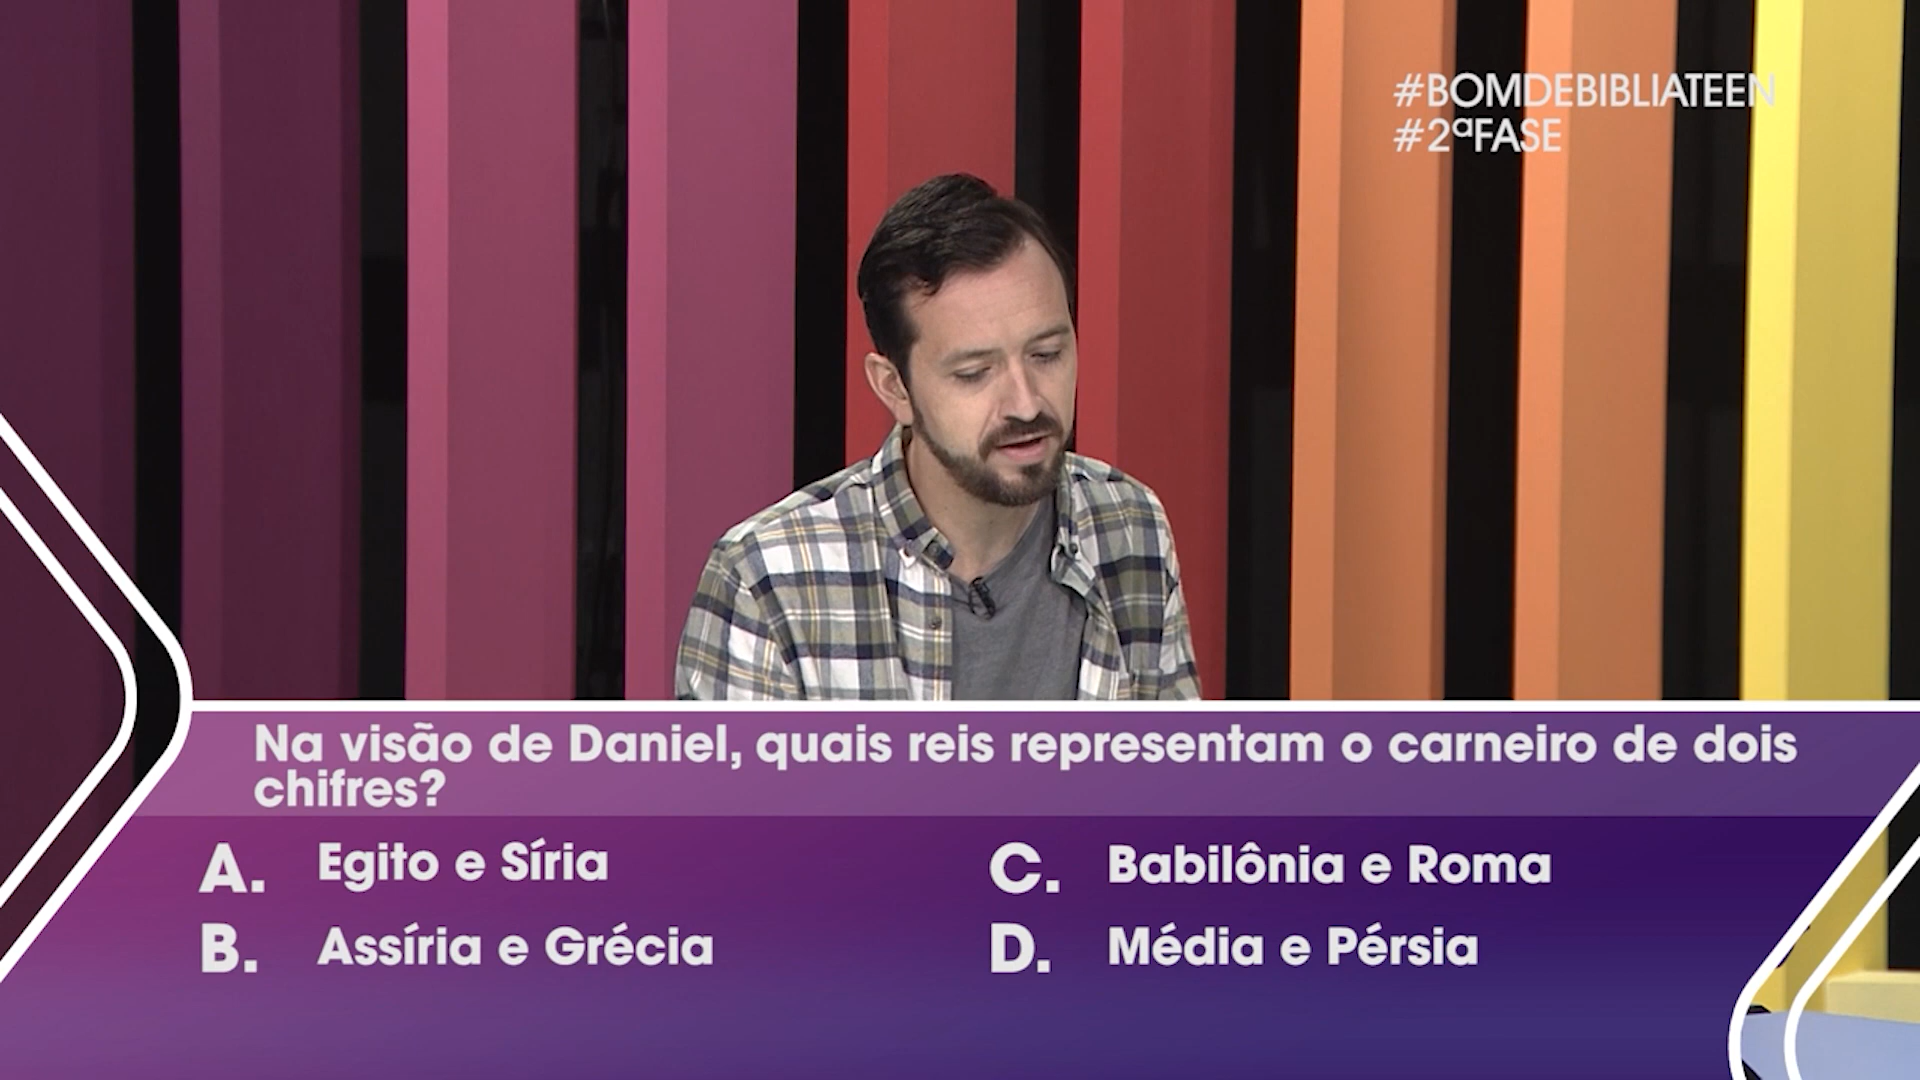 #BOMDEBIBLIATEEN
#2ªFASE
Na visão de Daniel, quais reis representam o carneiro de dois
chifres?
A. Egito e Síria
B. Assíria e Grécia
C. Babilônia e Roma
D. Média e Pérsia